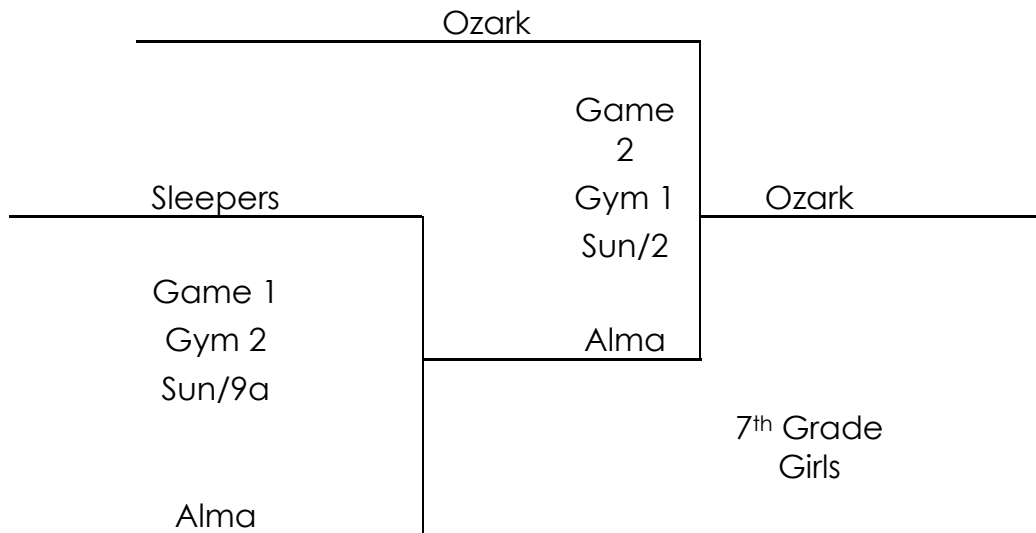 Ozark
Game
2
Sleepers
Gym 1
Ozark
Sun/2
Game 1
Gym 2
Alma
Sun/9a
7th Grade
Girls
Alma